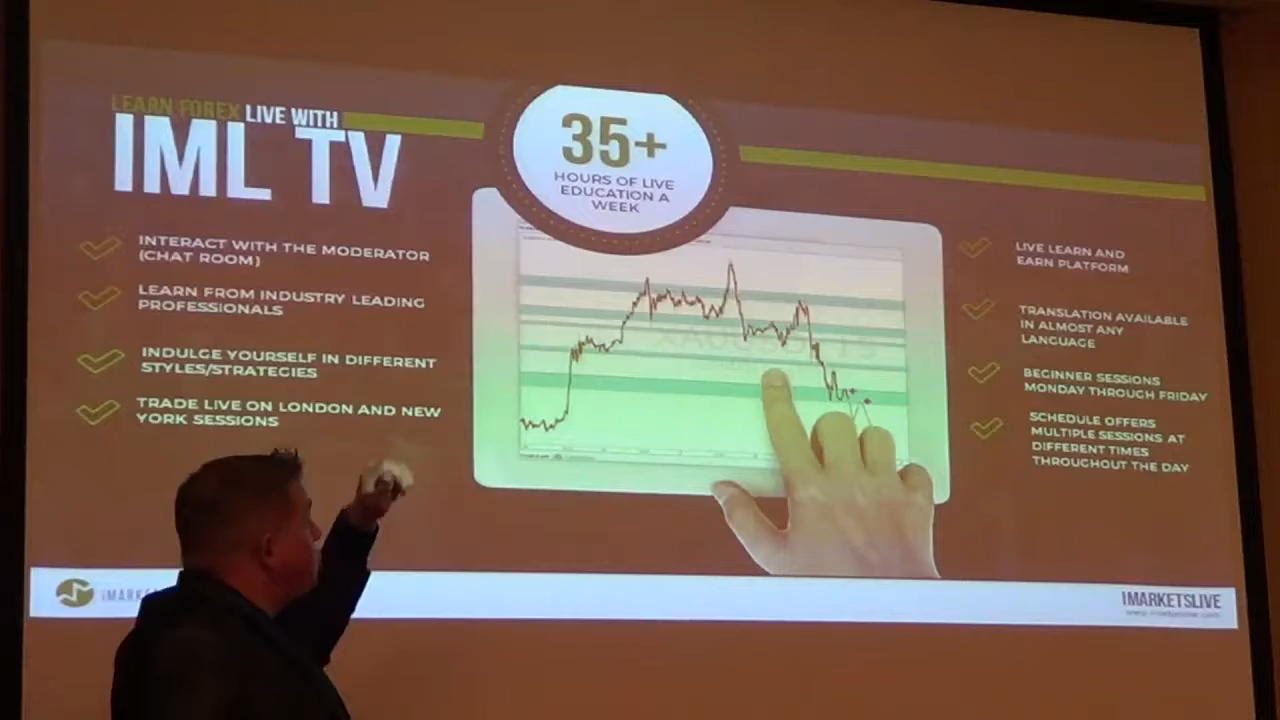 LEARN FOREX LIVE WITH
IML TV
35+
HOURS OF LIVE
EDUCATION A
WEEK
INTERACT WITH THE MODERATOR
(CHAT ROOM)
LEARN FROM INDUSTRY LEADING
PROFESSIONALS
INDULGE YOURSELF IN DIFFERENT
STYLES/STRATEGIES
TRADE LIVE ON LONDON AND NEW
YORK SESSIONS
LIVE LEARN AND
EARN PLATFORM
TRANSLATION AVAILABLE
IN ALMOST ANY
LANGUAGE
BEGINNER SESSIONS
MONDAY THROUGH FRIDAY
SCHEDULE OFFERS
MULTIPLE SESSIONS AT
DIFFERENT TIMES
THROUGHOUT THE DAY
iMARKE
IMARKETSLIVE